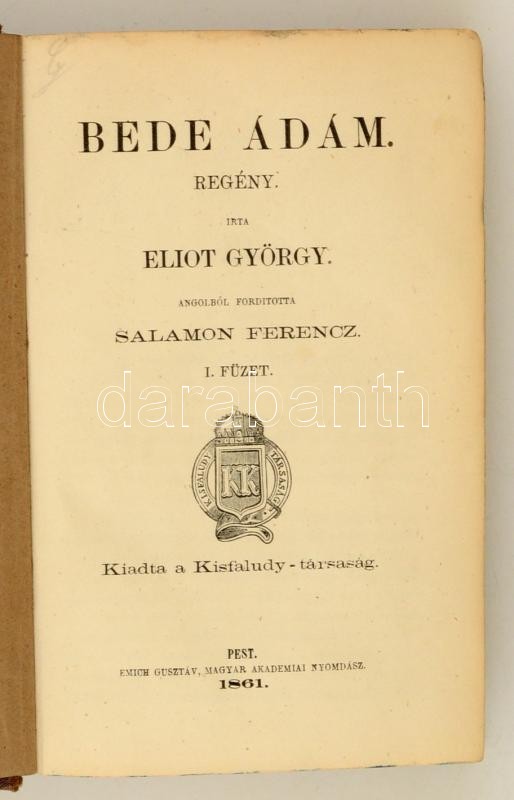 BEDE ÁDÁM.
REGÉNY.
IRTA
ELIOT GYÖRGY.
ANGOLBÓL FORDITOTTA
SALAMON FERENCZ.
I. FÜZET.
darabanth
KISFALUDY TÁRSASÁG
KK
Kiadta a Kisfaludy-társaság.
PEST.
EMICH GUSZTÁV, MAGYAR AKADEMIAI NYOMDÁSZ.
1861.